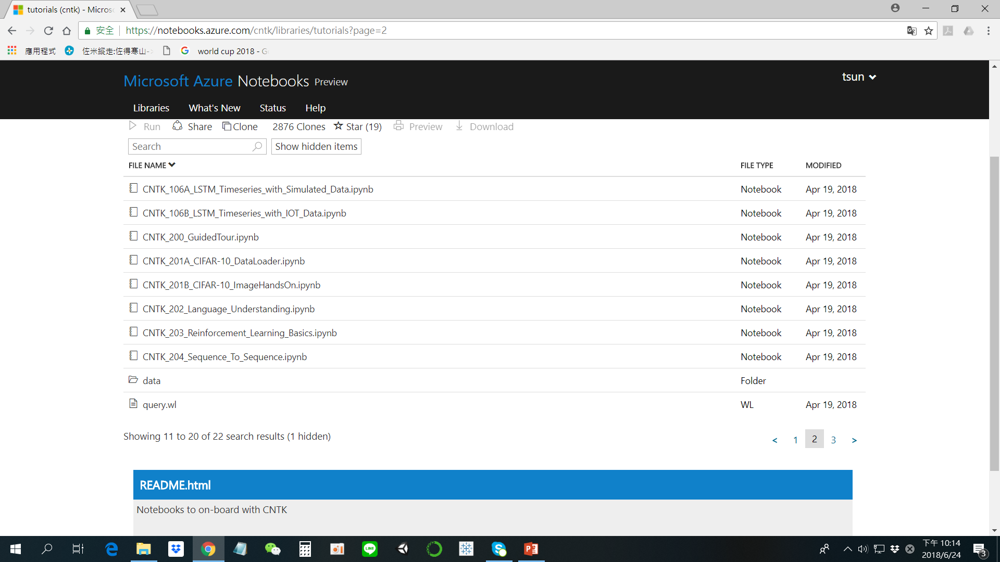 tutorials (cntk) - Micros
安全 https://notebooks.azure.com/cntk/libraries/tutorials?page=2
應用程式 佐米縱走:佐得寒山-> world cup 2018 - G
Microsoft Azure Notebooks Preview
tsun
Libraries What's New Status Help
Run Share Clone 2876 Clones Star (19) Preview Download
Search Show hidden items
FILE NAME FILE TYPE MODIFIED
CNTK_106A_LSTM_Timeseries_with_Simulated_Data.ipynb Notebook Apr 19, 2018
CNTK_106B_LSTM_Timeseries_with_IOT_Data.ipynb Notebook Apr 19, 2018
CNTK_200_GuidedTour.ipynb Notebook Apr 19, 2018
CNTK_201A_CIFAR-10_DataLoader.ipynb Notebook Apr 19, 2018
CNTK_201B_CIFAR-10_ImageHandsOn.ipynb Notebook Apr 19, 2018
CNTK_202_Language_Understanding.ipynb Notebook Apr 19, 2018
CNTK_203_Reinforcement_Learning_Basics.ipynb Notebook Apr 19, 2018
CNTK_204_Sequence_To_Sequence.ipynb Notebook Apr 19, 2018
data Folder
query.wl WL Apr 19, 2018
Showing 11 to 20 of 22 search results (1 hidden) < 1 2 3 >
README.html
Notebooks to on-board with CNTK
下午 10:14
2018/6/24
3